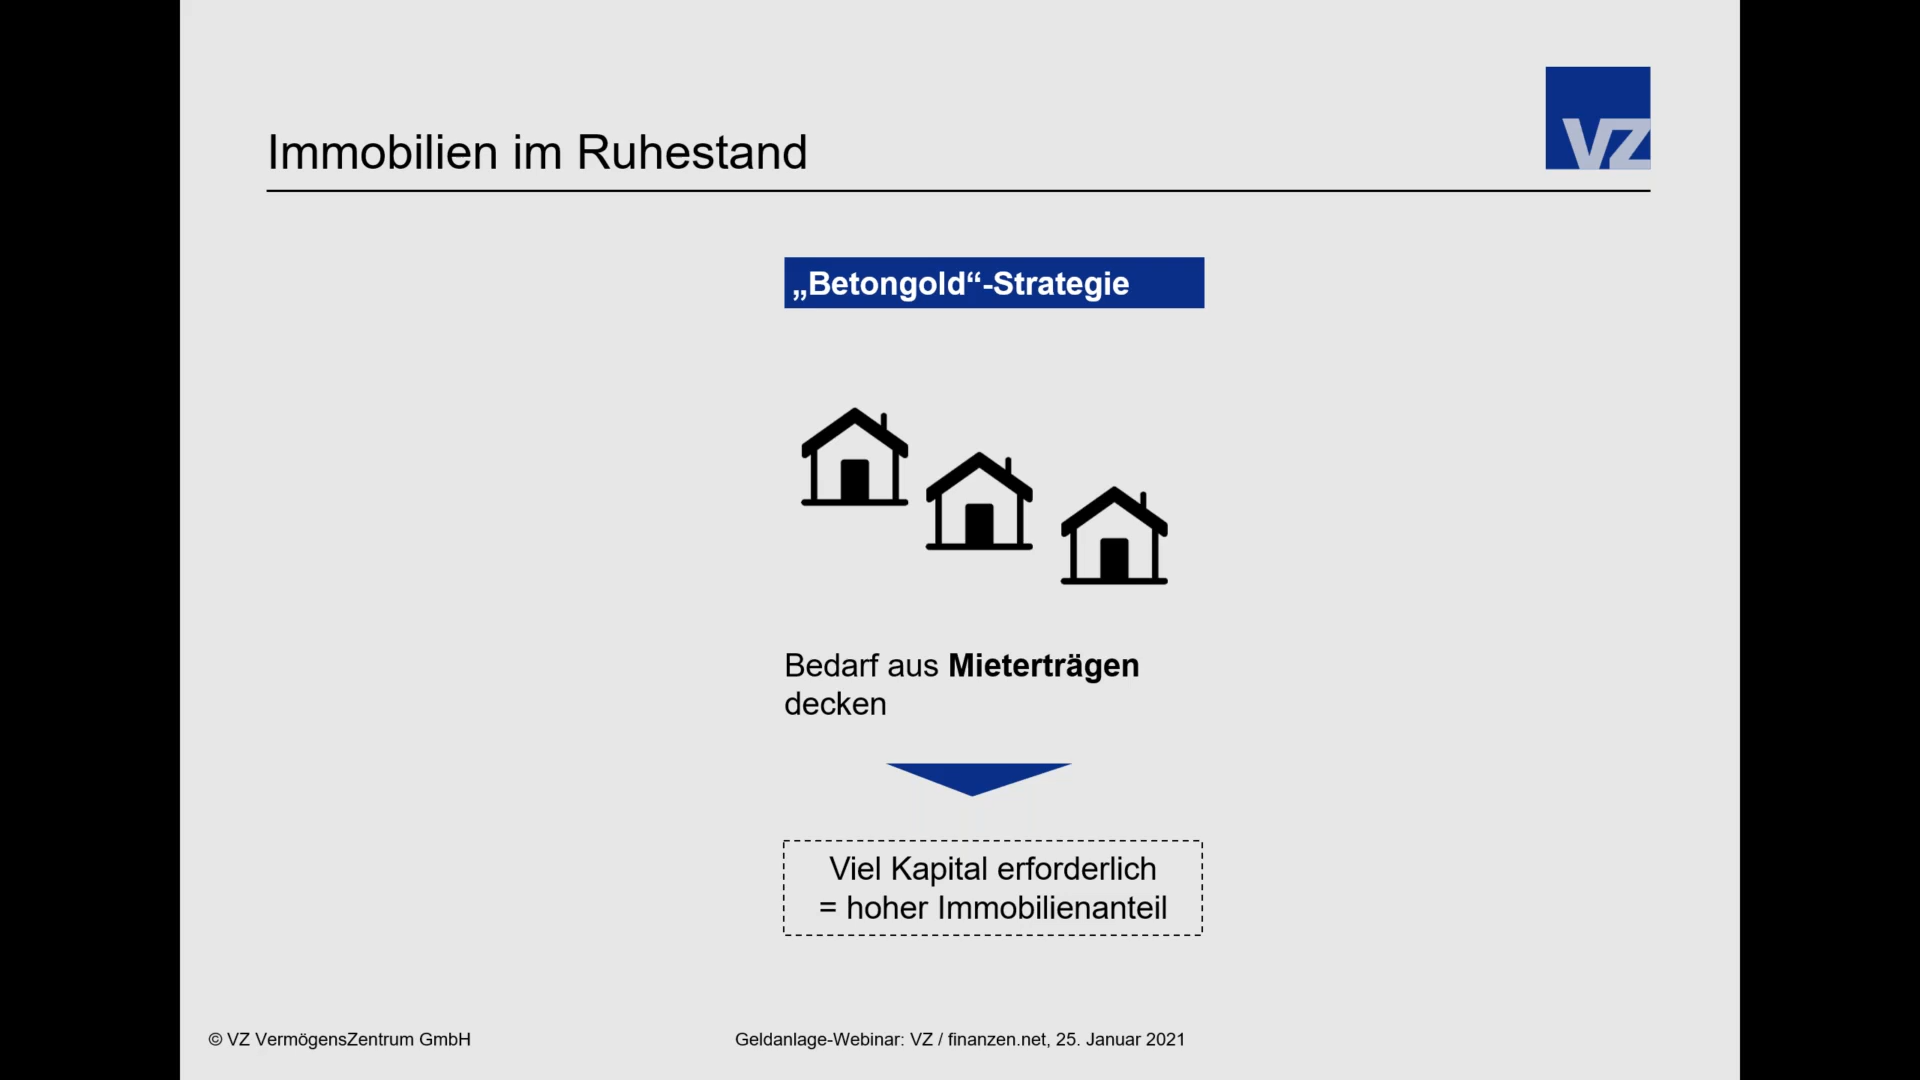 Immobilien im Ruhestand
VZ
„Betongold“-Strategie
Bedarf aus Mieterträgen
decken
Viel Kapital erforderlich
= hoher Immobilienanteil
© VZ VermögensZentrum GmbH
Geldanlage-Webinar: VZ / finanzen.net, 25. Januar 2021